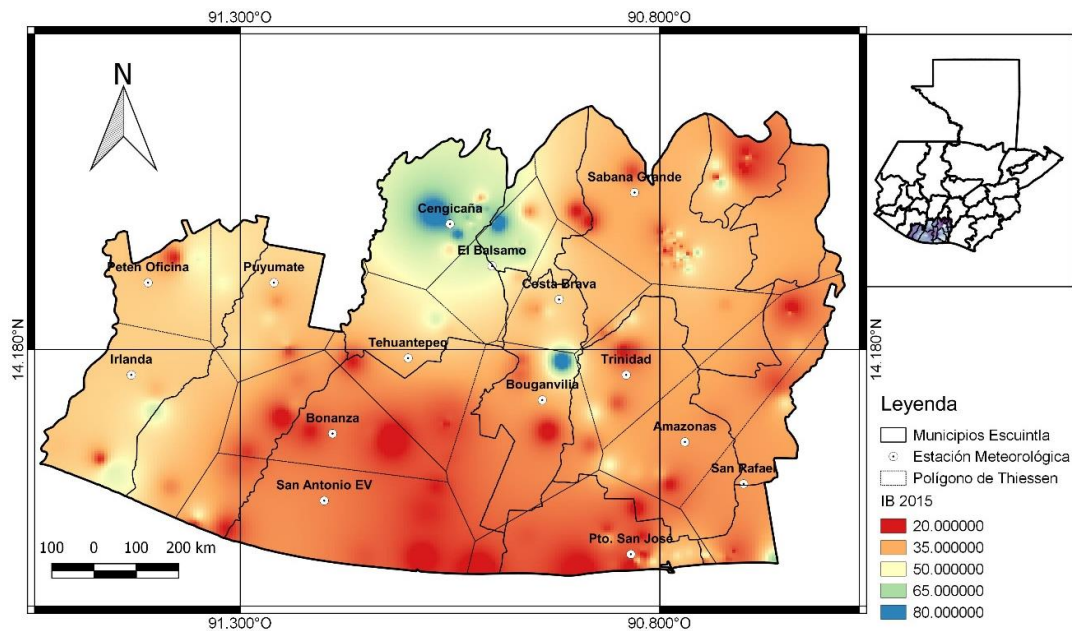 91.300°O
90.800°O
N
Sabana Grande
Cengicaña
El Balsamo
Peten Oficina
Puyumate
Costa Brava
14.180°N
14.180°N
Tehuantepeq
Irlanda
Trinidad
Bouganvilia
Bonanza
Amazonas
San Rafael
San Antonio EV
Pto. San José
100 0 100 200 km
91.300°O
90.800°O
Leyenda
Municipios Escuintla
Estación Meteorológica
Polígono de Thiessen
IB 2015
20.000000
35.000000
50.000000
65.000000
80.000000